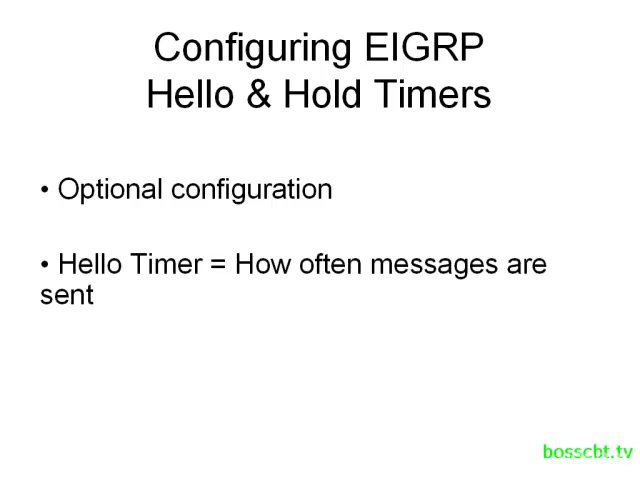 Configuring EIGRP
Hello & Hold Timers
• Optional configuration
• Hello Timer = How often messages are
sent
bosscbt.tv